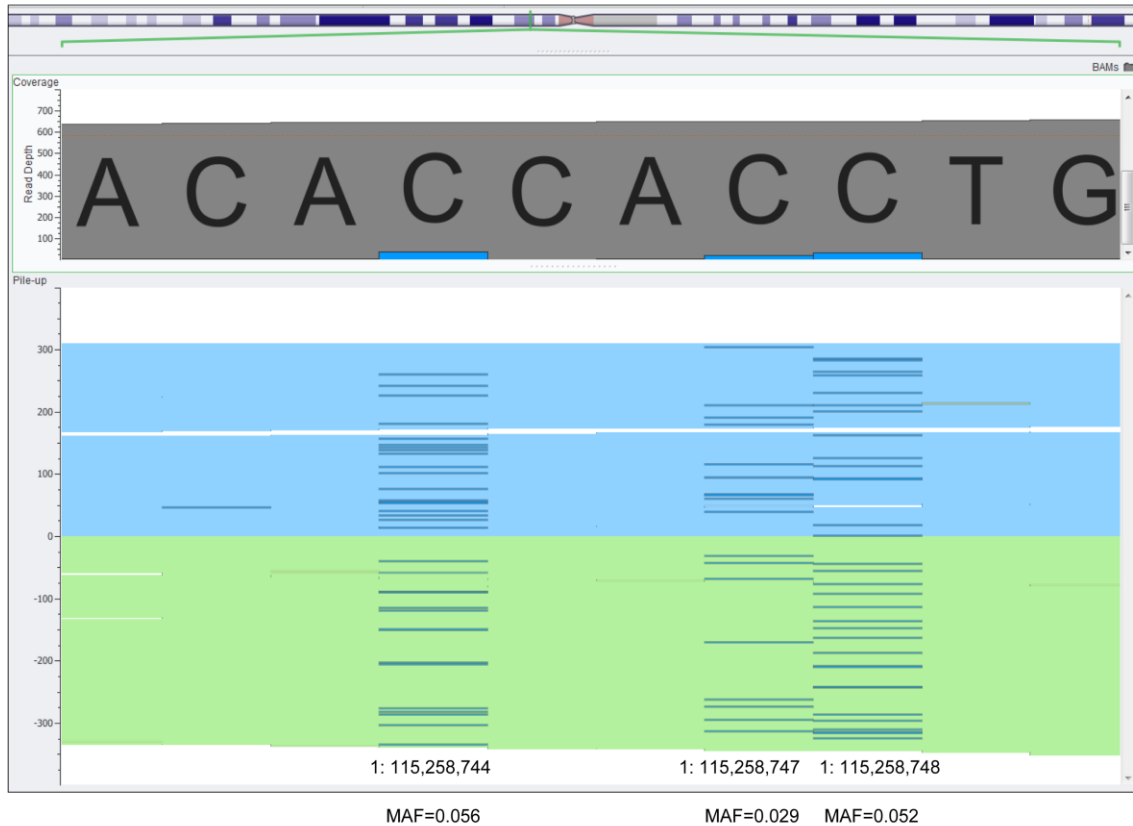 BAMs
Coverage
Read Depth
700
600
500
400
300
200
100
A C A C C A C C T G
Pile-up
300
200
100
0
-100
-200
-300
1: 115,258,744 1: 115,258,747 1: 115,258,748
MAF=0.056 MAF=0.029 MAF=0.052